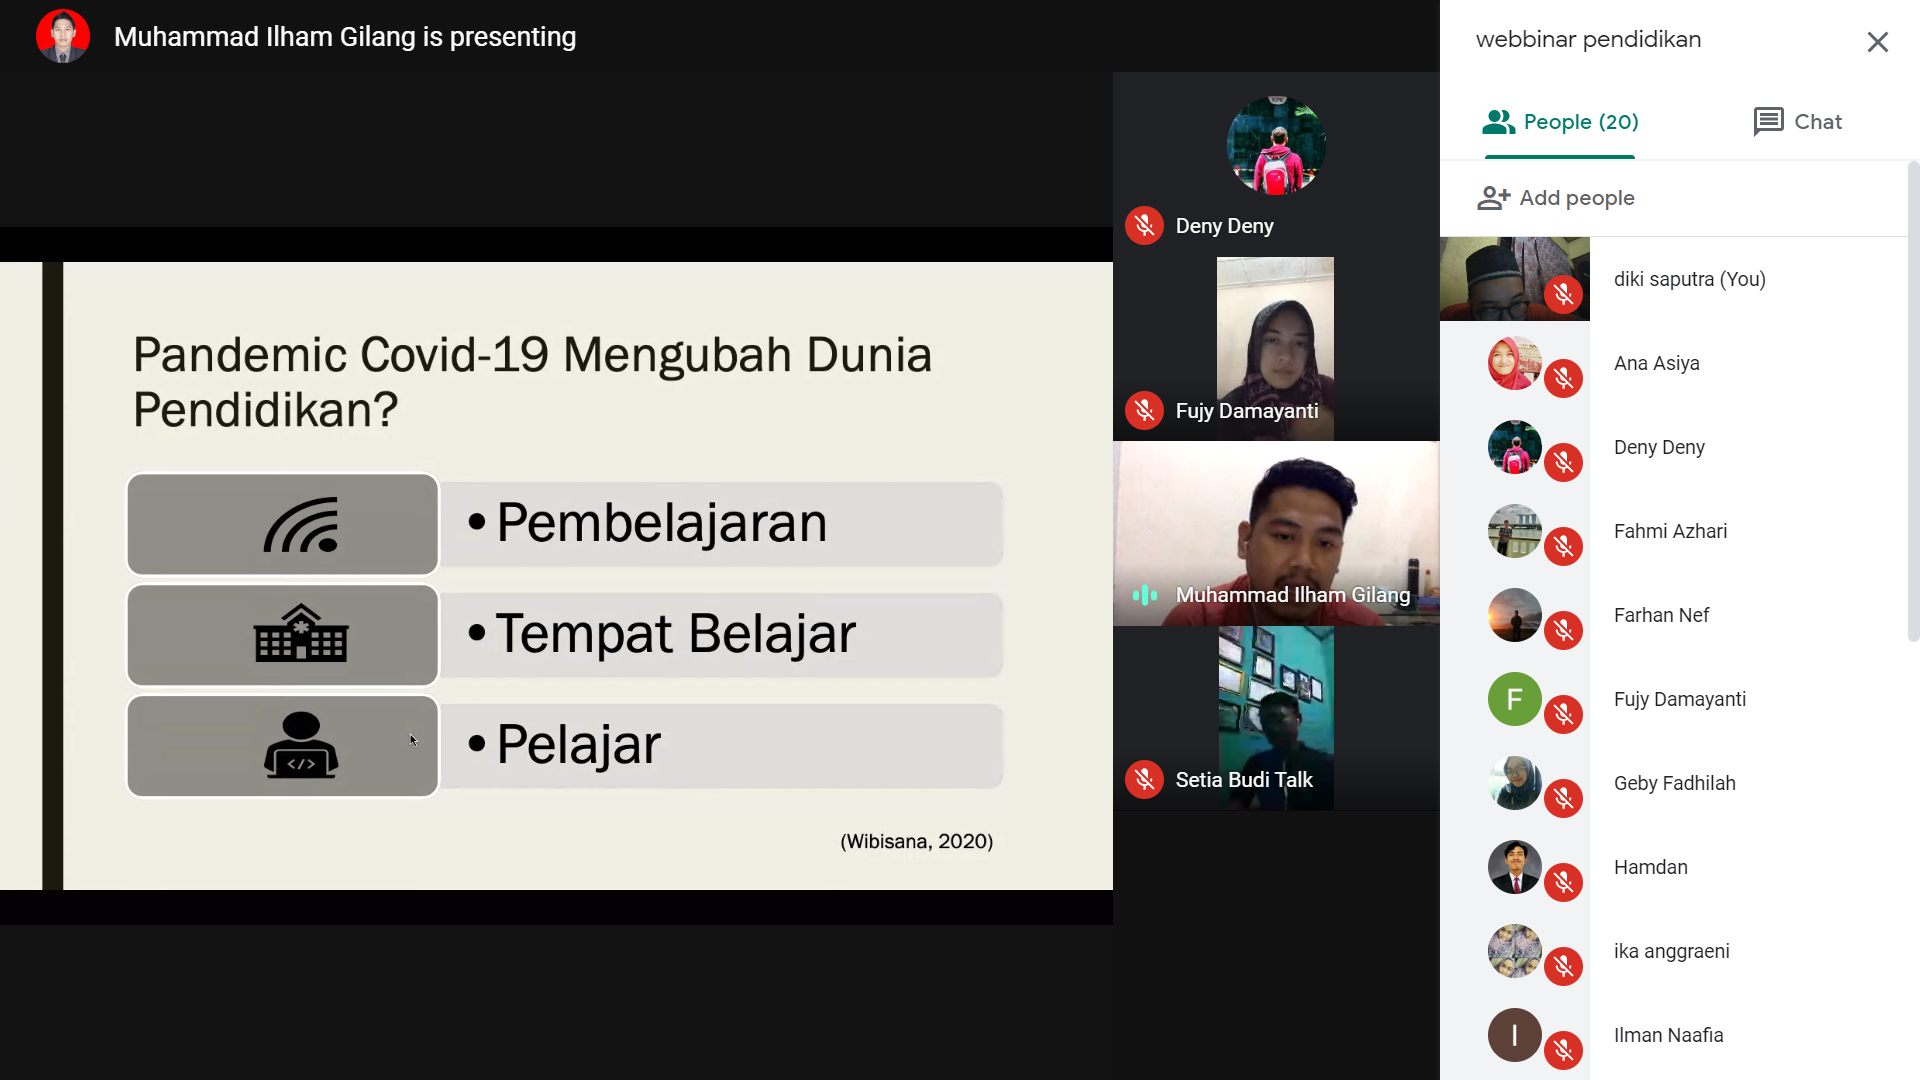 Muhammad Ilham Gilang is presenting
Pandemic Covid-19 Mengubah Dunia
Pendidikan?
• Pembelajaran
• Tempat Belajar
</>
• Pelajar
(Wibisana, 2020)
Deny Deny
Fujy Damayanti
Muhammad Ilham Gilang
Setia Budi Talk
webbinar pendidikan
People (20)
Chat
Add people
diki saputra (You)
Ana Asiya
Deny Deny
Fahmi Azhari
Farhan Nef
F
Fujy Damayanti
Geby Fadhilah
Hamdan
ika anggraeni
I
Ilman Naafia